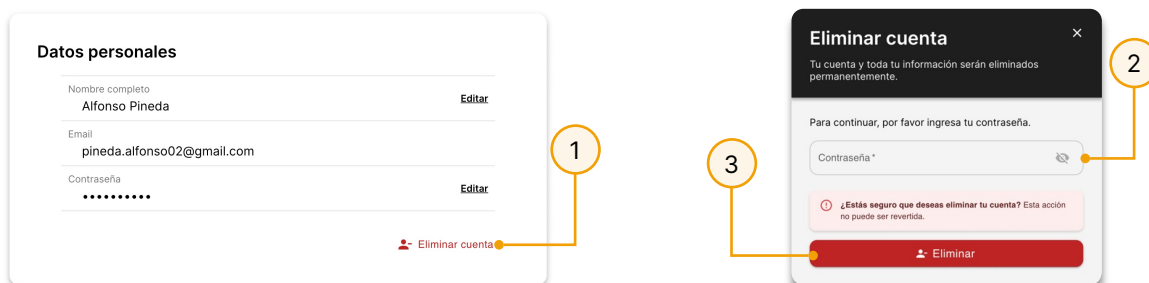 Datos personales
Nombre completo
Alfonso Pineda
Editar
Email
pineda.alfonso02@gmail.com
Contraseña
••••••••••
Editar
Eliminar cuenta
1
Eliminar cuenta
Tu cuenta y toda tu información serán eliminados
permanentemente.
2
Para continuar, por favor ingresa tu contraseña.
Contraseña *
3
¿Estás seguro que deseas eliminar tu cuenta? Esta acción
no puede ser revertida.
Eliminar